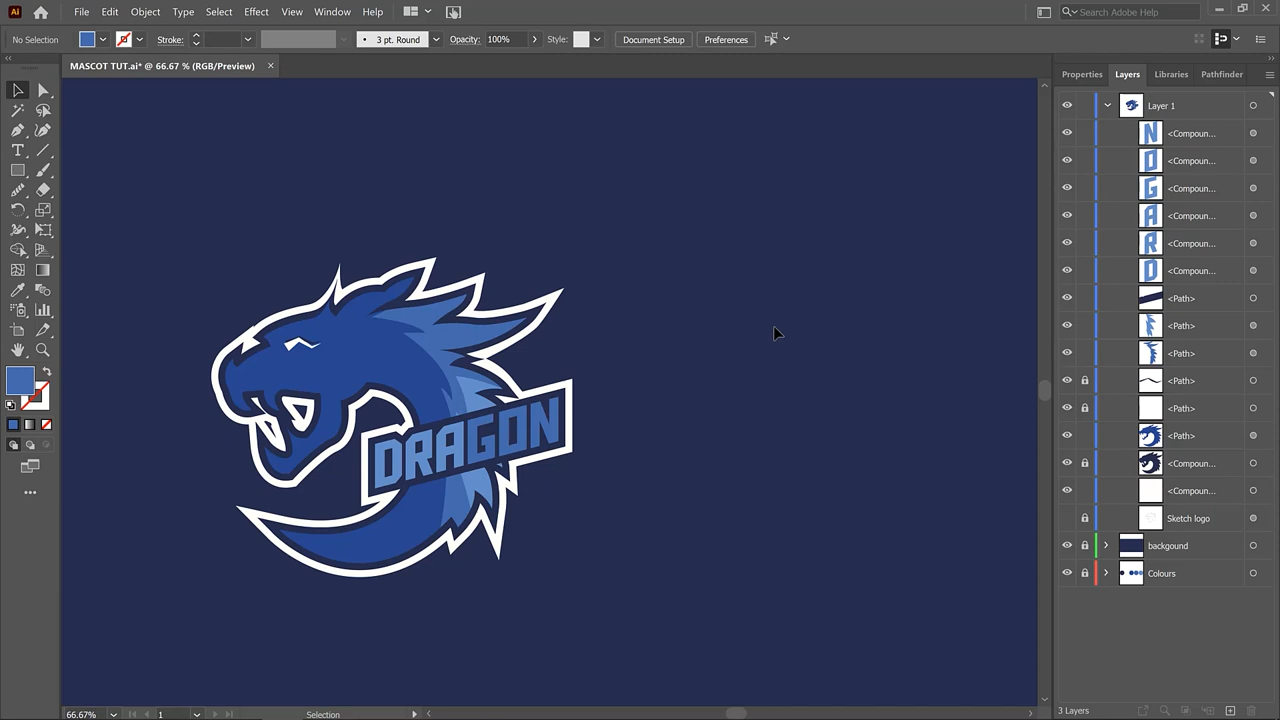 Ai File Edit Object Type Select Effect View Window Help Search Adobe Help
No Selection Stroke: 3 pt. Round Opacity: 100% Style: Document Setup Preferences
MASCOT TUT.ai* @ 66.67 % (RGB/Preview)
Properties Layers Libraries Pathfinder
Layer 1
N <Compoun...
O <Compoun...
G <Compoun...
A <Compoun...
R <Compoun...
D <Compoun...
<Path>
<Path>
<Path>
<Path>
<Path>
<Path>
<Compoun...
<Compoun...
Sketch logo
backgound
Colours
DRAGON
66.67% 1 Selection
3 Layers